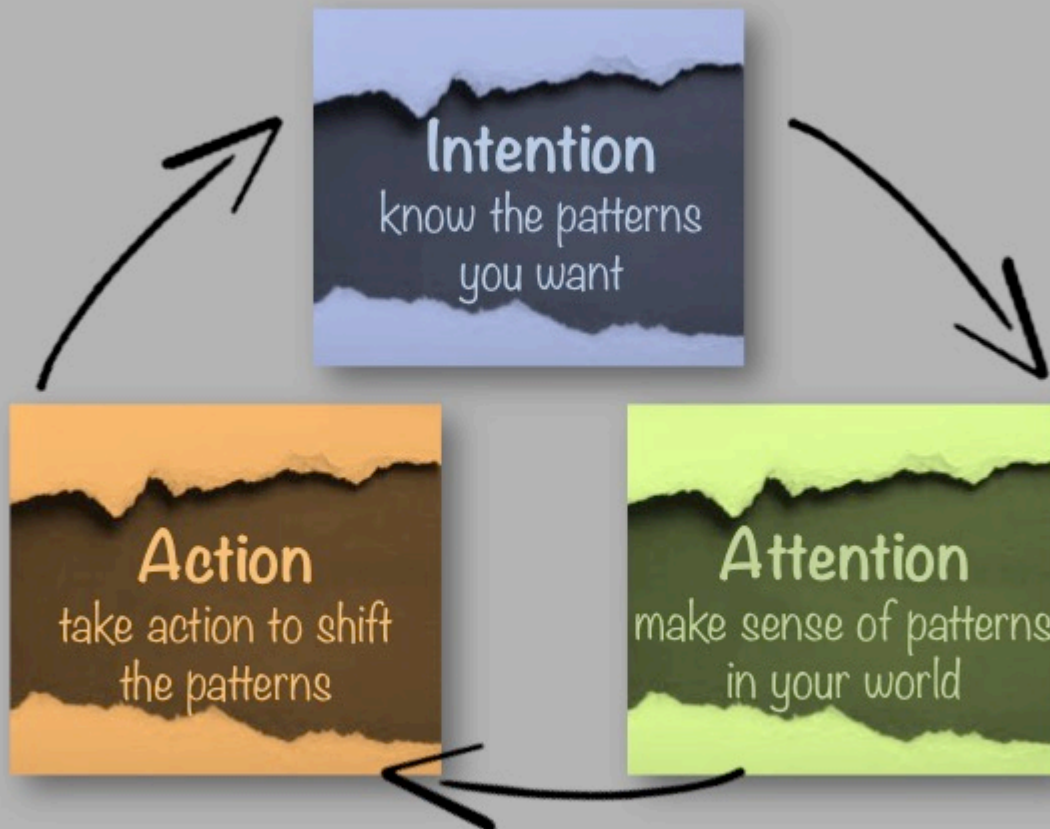 Intention
know the patterns
you want
Attention
make sense of patterns
in your world
Action
take action to shift
the patterns